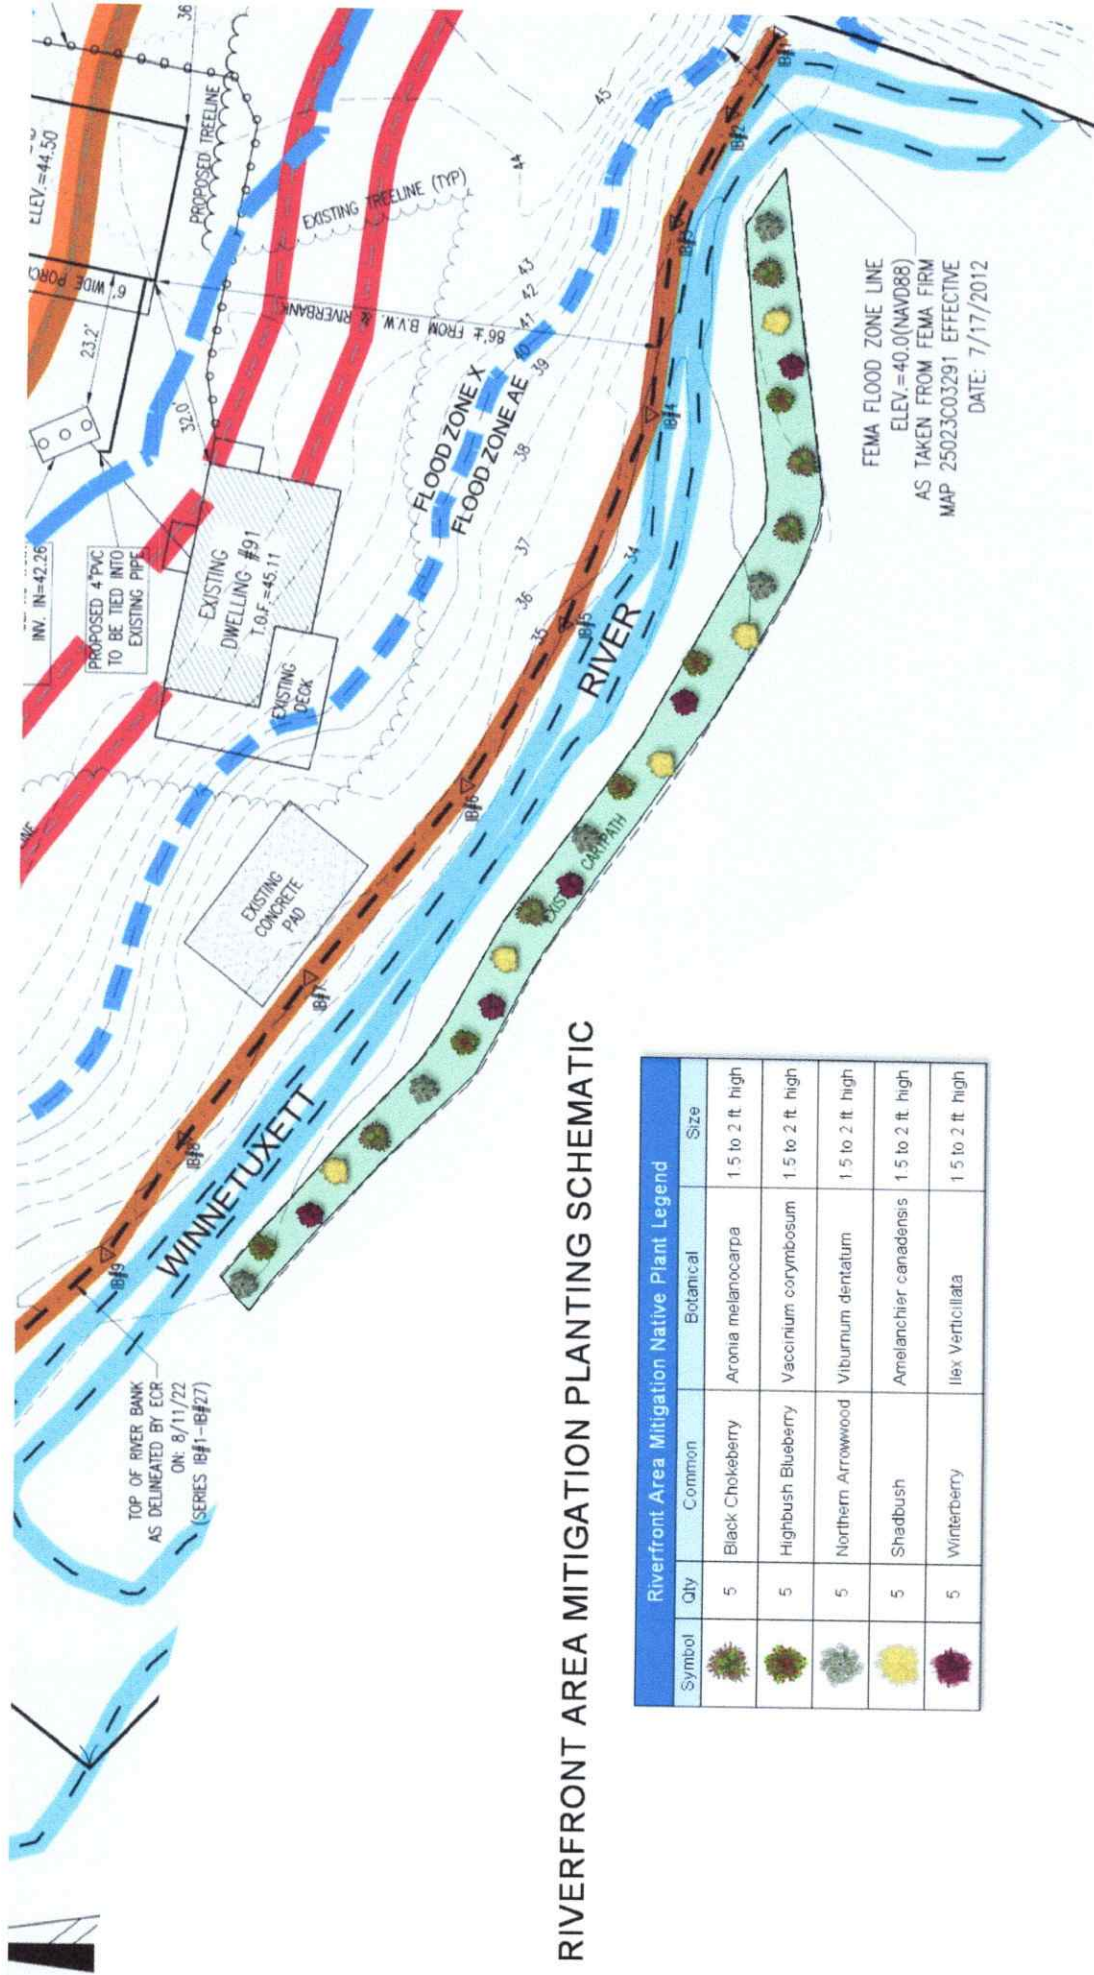 36
ELEV.=44.50
PROPOSED TREELINE
6' WIDE
23.2'
32.0'
EXISTING TREELINE (TYP)
45
44
43
42
41
40
39
38
37
36
35
34
86'± FROM B.V.W. & RIVERBANK
FLOOD ZONE X
FLOOD ZONE AE
INV. IN=42.26
PROPOSED 4"PVC
TO BE TIED INTO
EXISTING PIPE
EXISTING
DWELLING #91
T.O.F.=45.11
EXISTING
DECK
EXISTING
CONCRETE
PAD
IB#1
IB#2
IB#3
IB#4
IB#5
IB#6
IB#7
IB#8
IB#9
WINNETUXETT
RIVER
CARTPATH
TOP OF RIVER BANK
AS DELINEATED BY ECR
ON: 8/11/22
(SERIES IB#1-IB#27)
FEMA FLOOD ZONE LINE
ELEV.=40.0(NAVD88)
AS TAKEN FROM FEMA FIRM
MAP 25023C0329I EFFECTIVE
DATE: 7/17/2012
RIVERFRONT AREA MITIGATION PLANTING SCHEMATIC
Riverfront Area Mitigation Native Plant Legend
Symbol Qty Common Botanical Size
5 Black Chokeberry Aronia melanocarpa 1.5 to 2 ft. high
5 Highbush Blueberry Vaccinium corymbosum 1.5 to 2 ft. high
5 Northern Arrowwood Viburnum dentatum 1.5 to 2 ft. high
5 Shadbush Amelanchier canadensis 1.5 to 2 ft. high
5 Winterberry Ilex Verticillata 1.5 to 2 ft. high